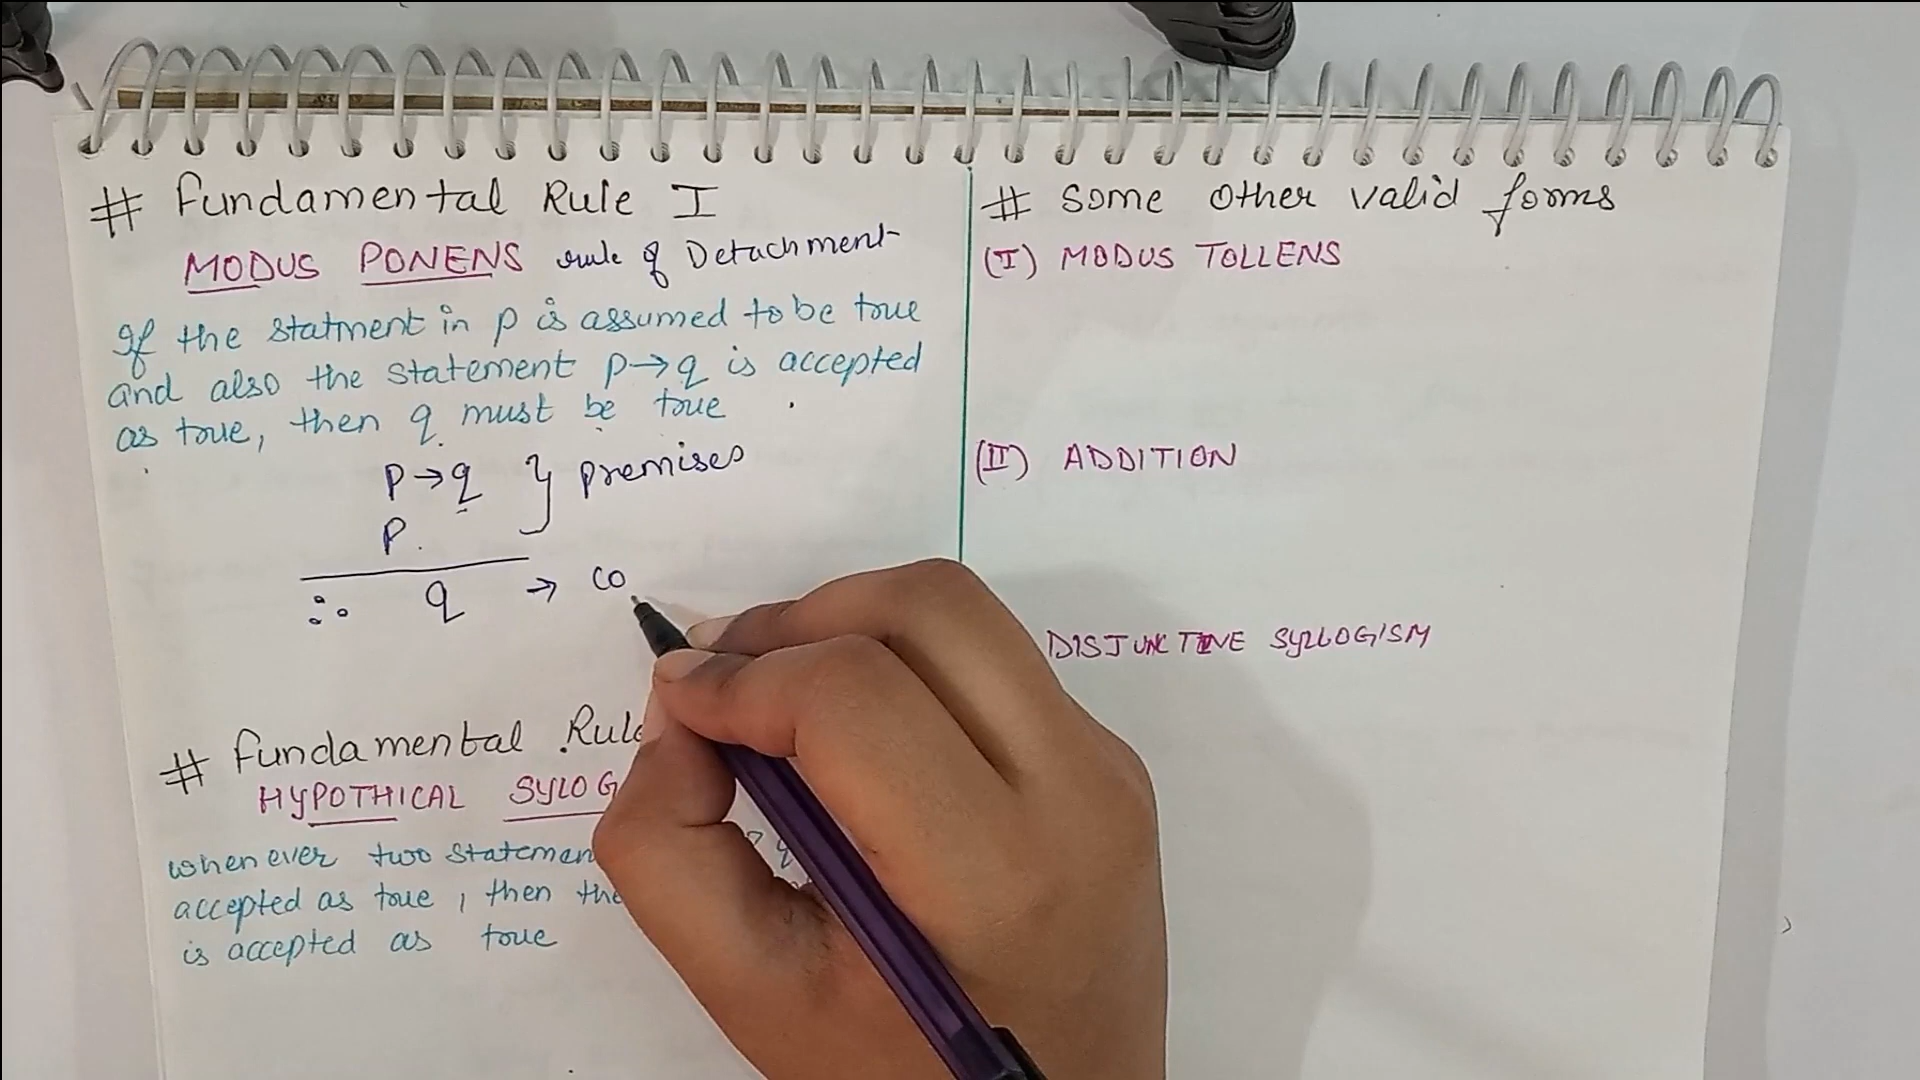 # Fundamental Rule I
MODUS PONENS rule of Detachment
If the statment in p is assumed to be true
and also the statement p→q is accepted
as true, then q must be true
p→q } premises
p
∴ q → co
# Fundamental Rule
HYPOTHICAL SYLOG
whenever two statemen
accepted as true, then the
is accepted as true
# some other valid forms
(I) MODUS TOLLENS
(II) ADDITION
DISJUNCTIVE SYLLOGISM